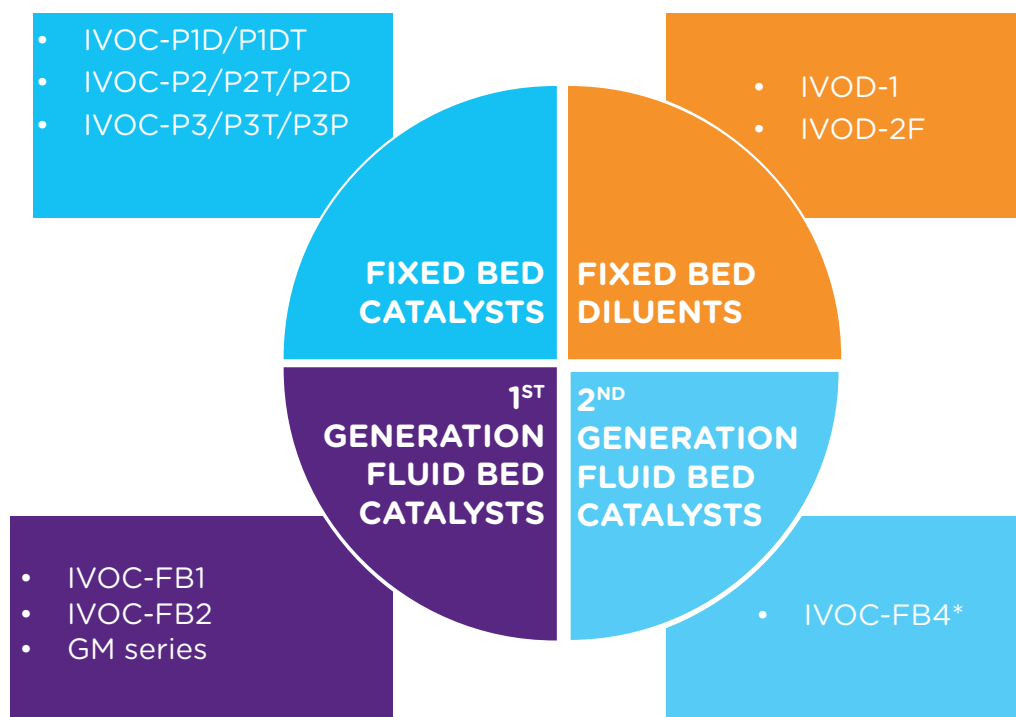 • IVOC-P1D/P1DT
• IVOC-P2/P2T/P2D
• IVOC-P3/P3T/P3P
• IVOD-1
• IVOD-2F
FIXED BED
CATALYSTS
FIXED BED
DILUENTS
1ST
GENERATION
FLUID BED
CATALYSTS
2ND
GENERATION
FLUID BED
CATALYSTS
• IVOC-FB1
• IVOC-FB2
• GM series
• IVOC-FB4*